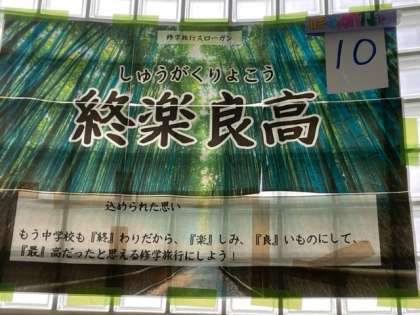 修学旅行スローガン
10
しゅうがくりょこう
終楽良高
込められた思い
もう中学校も『終』わりだから、『楽』しみ、『良』いものにして、
『最』高だったと思える修学旅行にしよう！